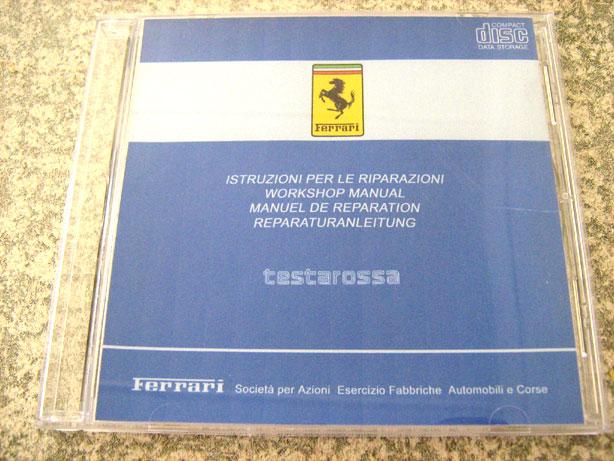 COMPACT
disc
DATA STORAGE
Ferrari
ISTRUZIONI PER LE RIPARAZIONI
WORKSHOP MANUAL
MANUEL DE REPARATION
REPARATURANLEITUNG
testarossa
Ferrari Società per Azioni Esercizio Fabbriche Automobili e Corse